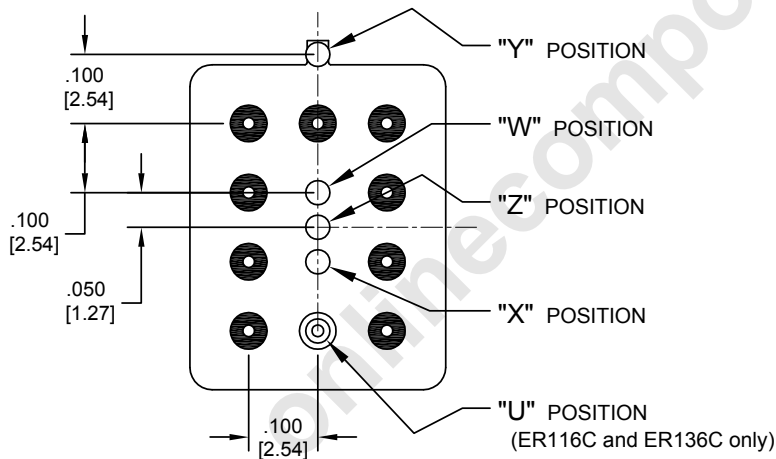 "Y" POSITION
.100
[2.54]
"W" POSITION
"Z" POSITION
.100
[2.54]
.050
[1.27]
"X" POSITION
"U" POSITION
(ER116C and ER136C only)
.100
[2.54]
onlinecompo